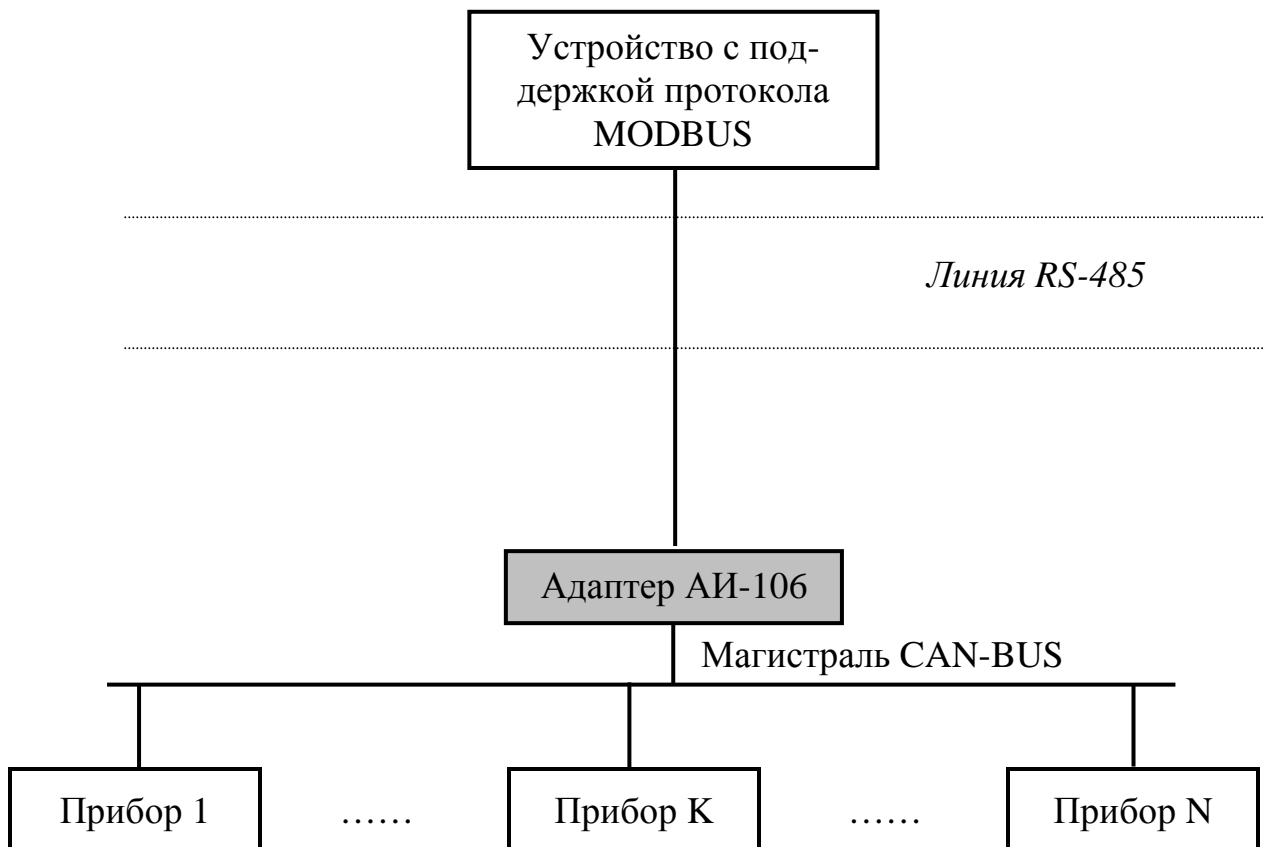 Устройство с под-
держкой протокола
MODBUS
Линия RS-485
Адаптер АИ-106
Магистраль CAN-BUS
Прибор 1 …… Прибор K …… Прибор N